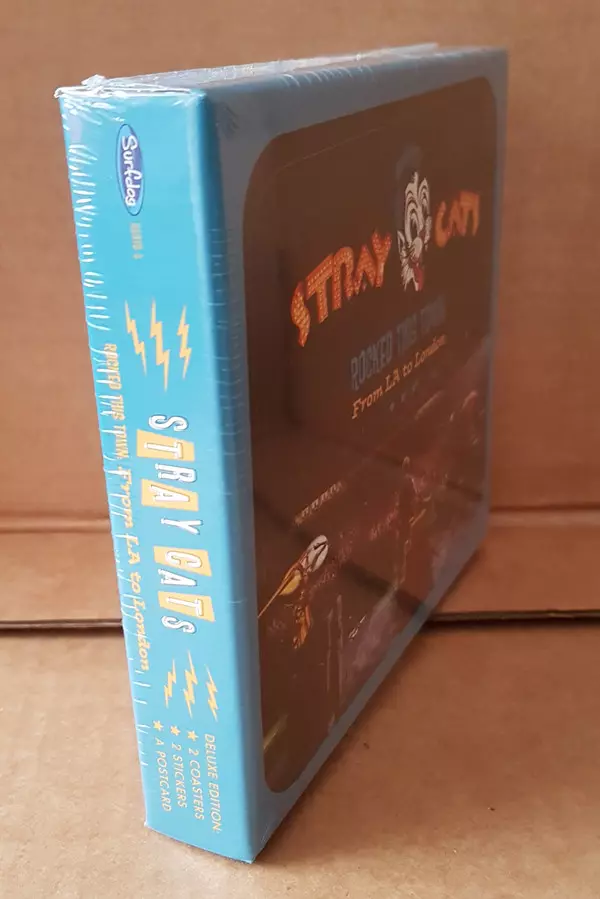 Surfdog
STRAY CATS
ROCKED THIS TOWN
From LA to London
STRAY CATS
ROCKED THIS TOWN From LA to London
DELUXE EDITION:
★ 2 COASTERS
★ 2 STICKERS
★ A POSTCARD